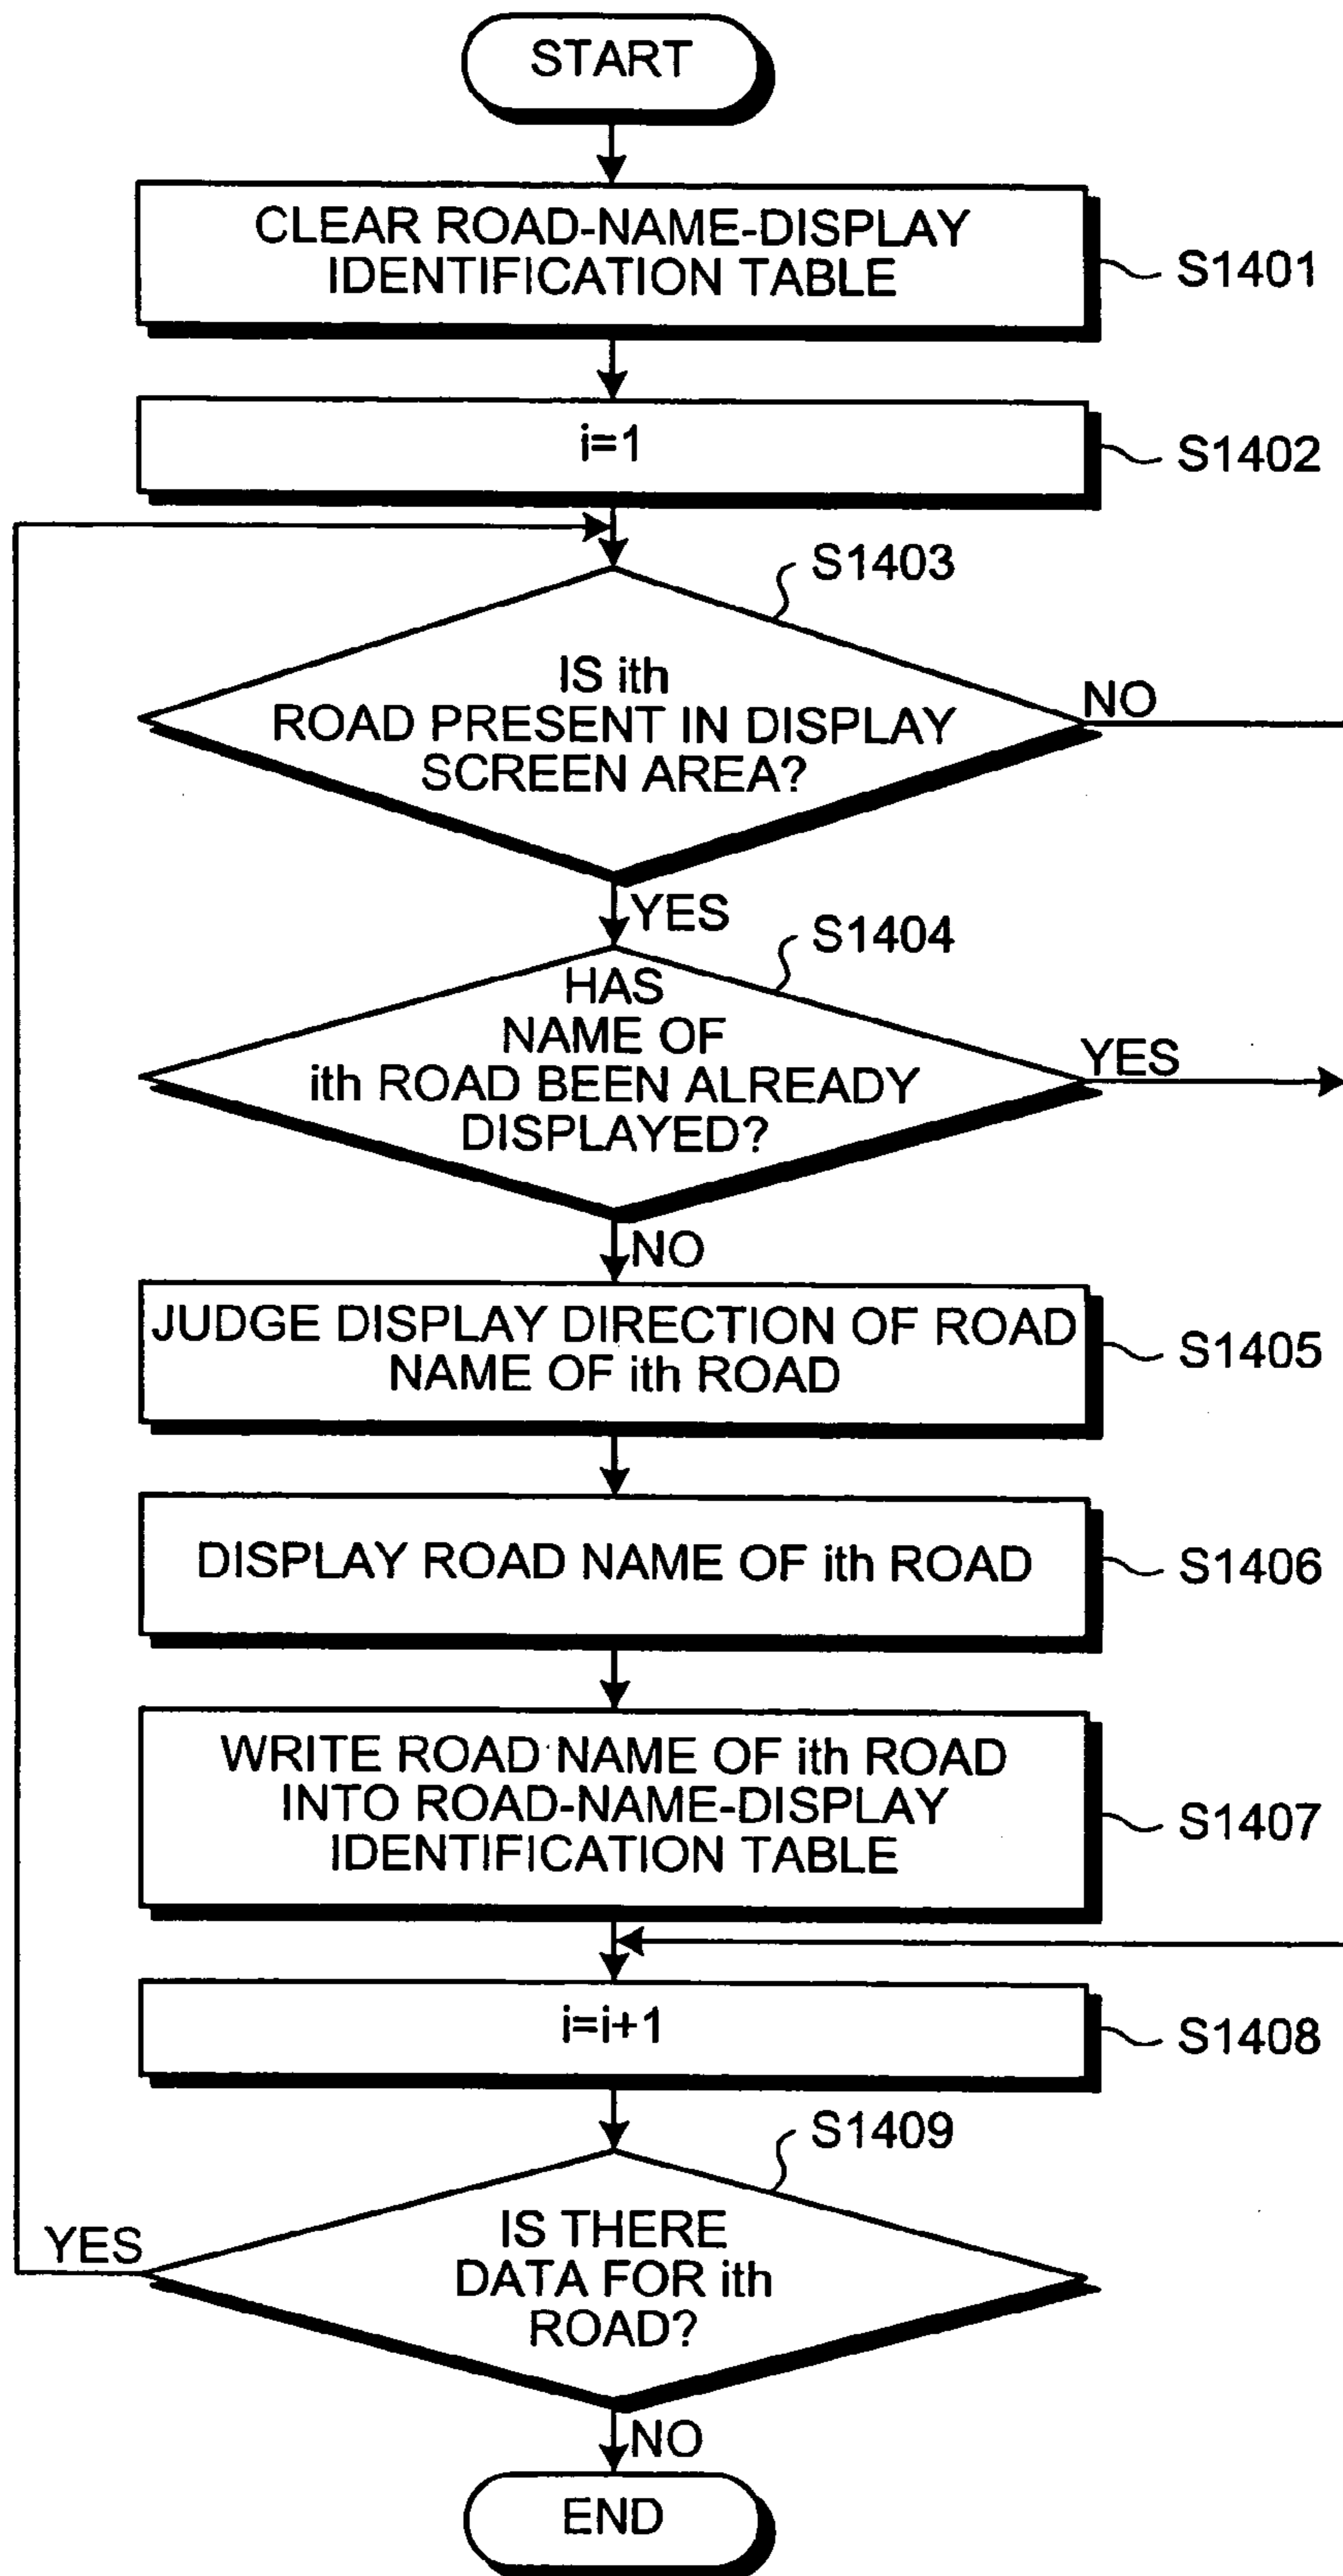 START
CLEAR ROAD-NAME-DISPLAY
IDENTIFICATION TABLE
S1401
i=1
S1402
S1403
IS ith
ROAD PRESENT IN DISPLAY
SCREEN AREA?
NO
YES
S1404
HAS
NAME OF
ith ROAD BEEN ALREADY
DISPLAYED?
YES
NO
JUDGE DISPLAY DIRECTION OF ROAD
NAME OF ith ROAD
S1405
DISPLAY ROAD NAME OF ith ROAD
S1406
WRITE ROAD NAME OF ith ROAD
INTO ROAD-NAME-DISPLAY
IDENTIFICATION TABLE
S1407
i=i+1
S1408
S1409
YES
IS THERE
DATA FOR ith
ROAD?
NO
END